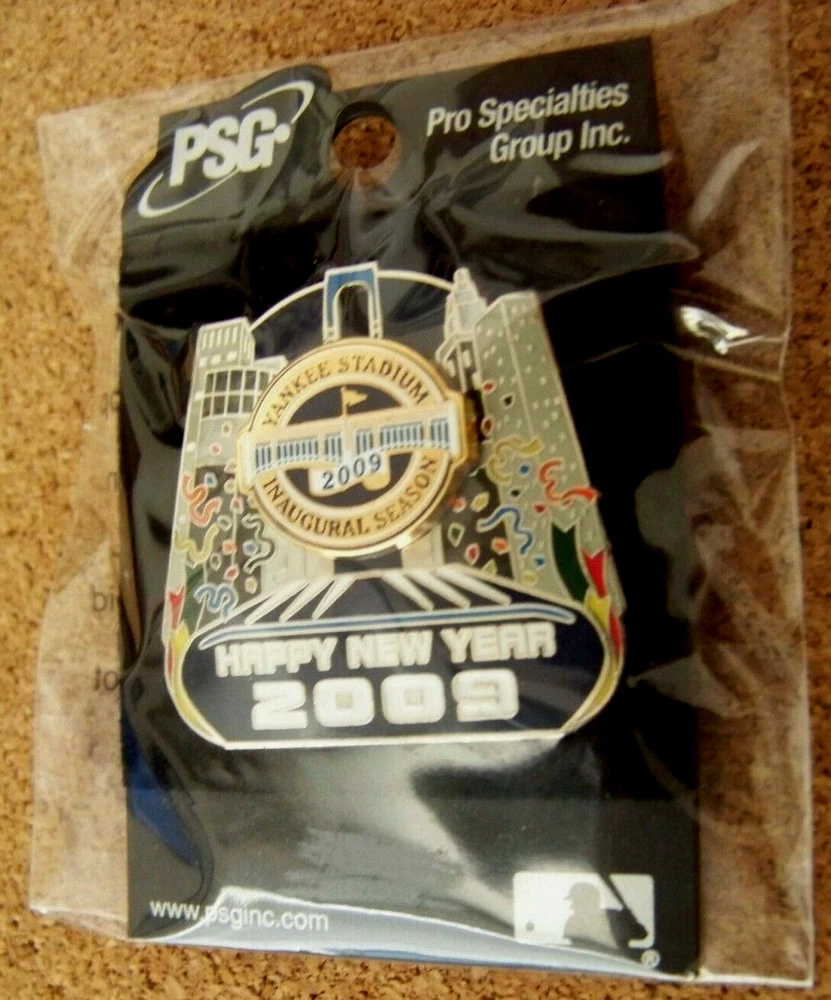 PSG
Pro Specialties
Group Inc.
YANKEE STADIUM
2009
INAUGURAL SEASON
HAPPY NEW YEAR
2009
www.psginc.com
®